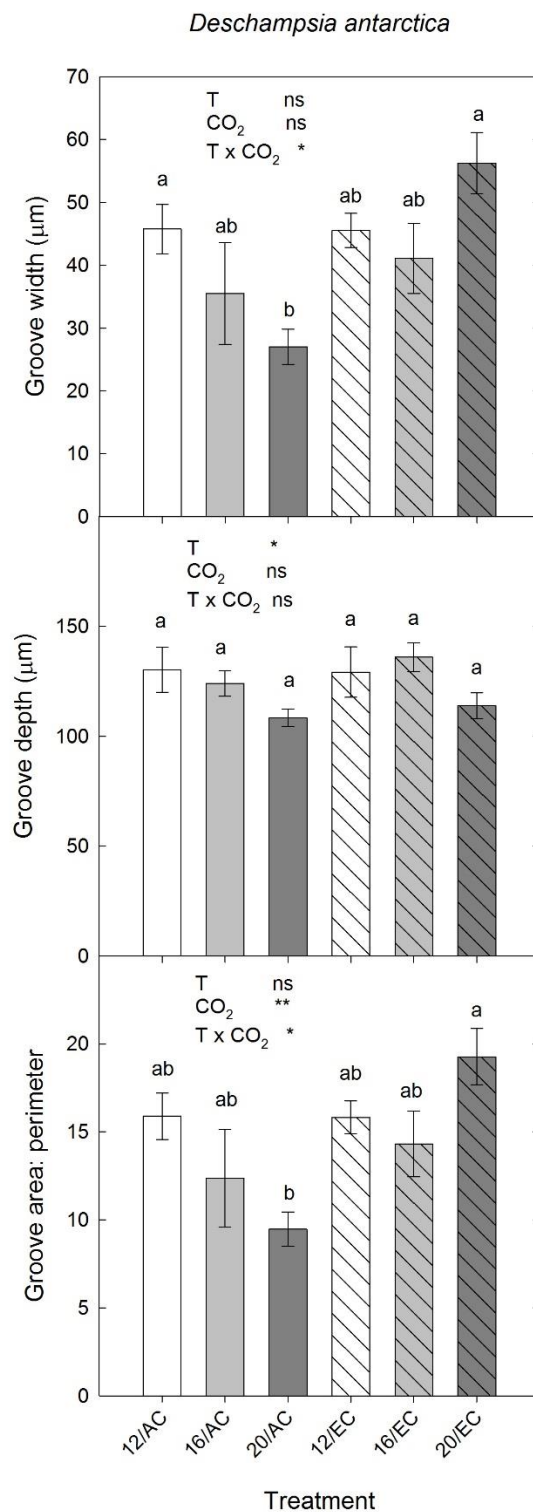 Deschampsia antarctica
70
60
50
40
30
20
10
0
Groove width (μm)
T ns
CO₂ ns
T x CO₂ *
a
ab
b
ab
ab
a
150
100
50
0
Groove depth (μm)
T *
CO₂ ns
T x CO₂ ns
a
a
a
a
a
a
20
15
10
5
0
Groove area: perimeter
T ns
CO₂ **
T x CO₂ *
ab
ab
b
ab
ab
a
12/AC
16/AC
20/AC
12/EC
16/EC
20/EC
Treatment